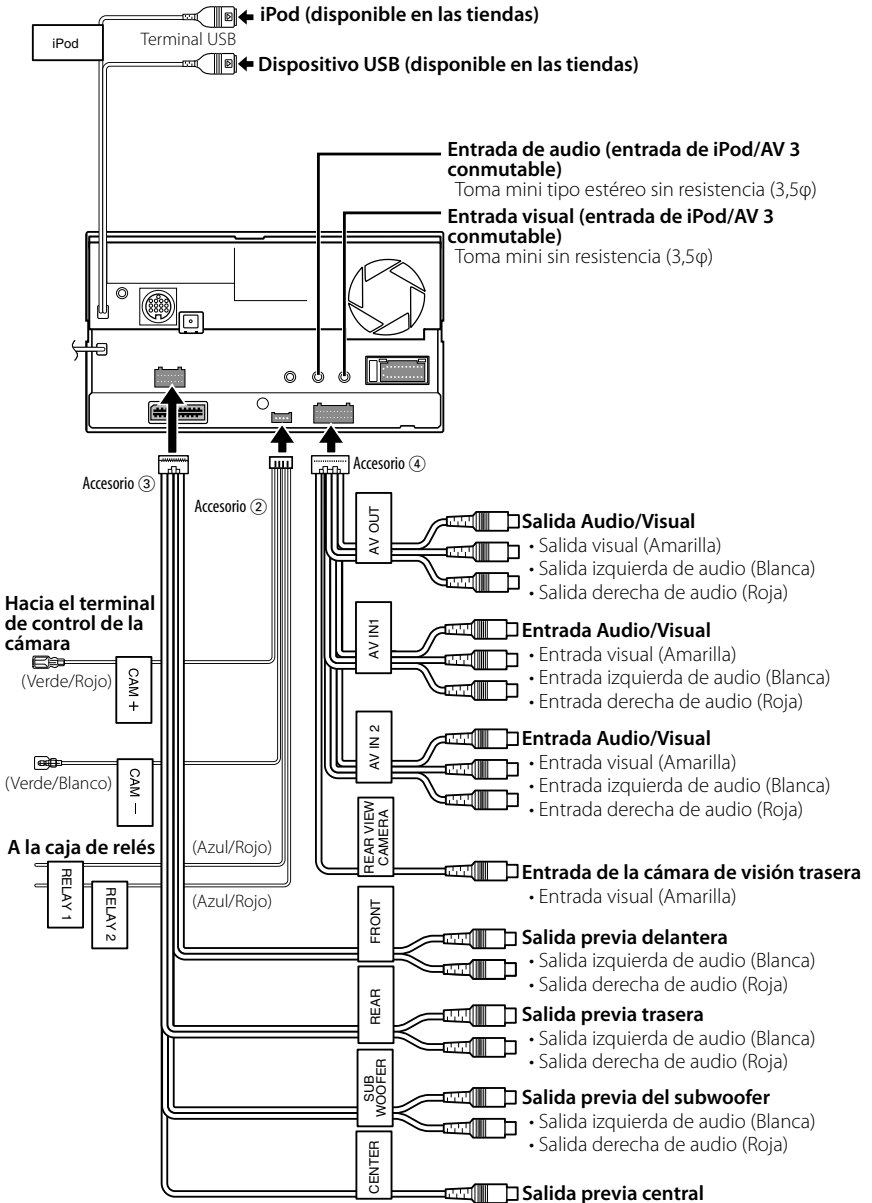 iPod (disponible en las tiendas)
iPod
Terminal USB
Dispositivo USB (disponible en las tiendas)
Entrada de audio (entrada de iPod/AV 3
conmutable)
Toma mini tipo estéreo sin resistencia (3,5φ)
Entrada visual (entrada de iPod/AV 3
conmutable)
Toma mini sin resistencia (3,5φ)
Accesorio ③
Accesorio ②
Accesorio ④
AV OUT
Salida Audio/Visual
• Salida visual (Amarilla)
• Salida izquierda de audio (Blanca)
• Salida derecha de audio (Roja)
Hacia el terminal
de control de la
cámara
(Verde/Rojo)
CAM +
AV IN1
Entrada Audio/Visual
• Entrada visual (Amarilla)
• Entrada izquierda de audio (Blanca)
• Entrada derecha de audio (Roja)
(Verde/Blanco)
CAM −
AV IN 2
Entrada Audio/Visual
• Entrada visual (Amarilla)
• Entrada izquierda de audio (Blanca)
• Entrada derecha de audio (Roja)
A la caja de relés
(Azul/Rojo)
RELAY 1
RELAY 2
(Azul/Rojo)
REAR VIEW
CAMERA
Entrada de la cámara de visión trasera
• Entrada visual (Amarilla)
FRONT
Salida previa delantera
• Salida izquierda de audio (Blanca)
• Salida derecha de audio (Roja)
REAR
Salida previa trasera
• Salida izquierda de audio (Blanca)
• Salida derecha de audio (Roja)
SUB
WOOFER
Salida previa del subwoofer
• Salida izquierda de audio (Blanca)
• Salida derecha de audio (Roja)
CENTER
Salida previa central